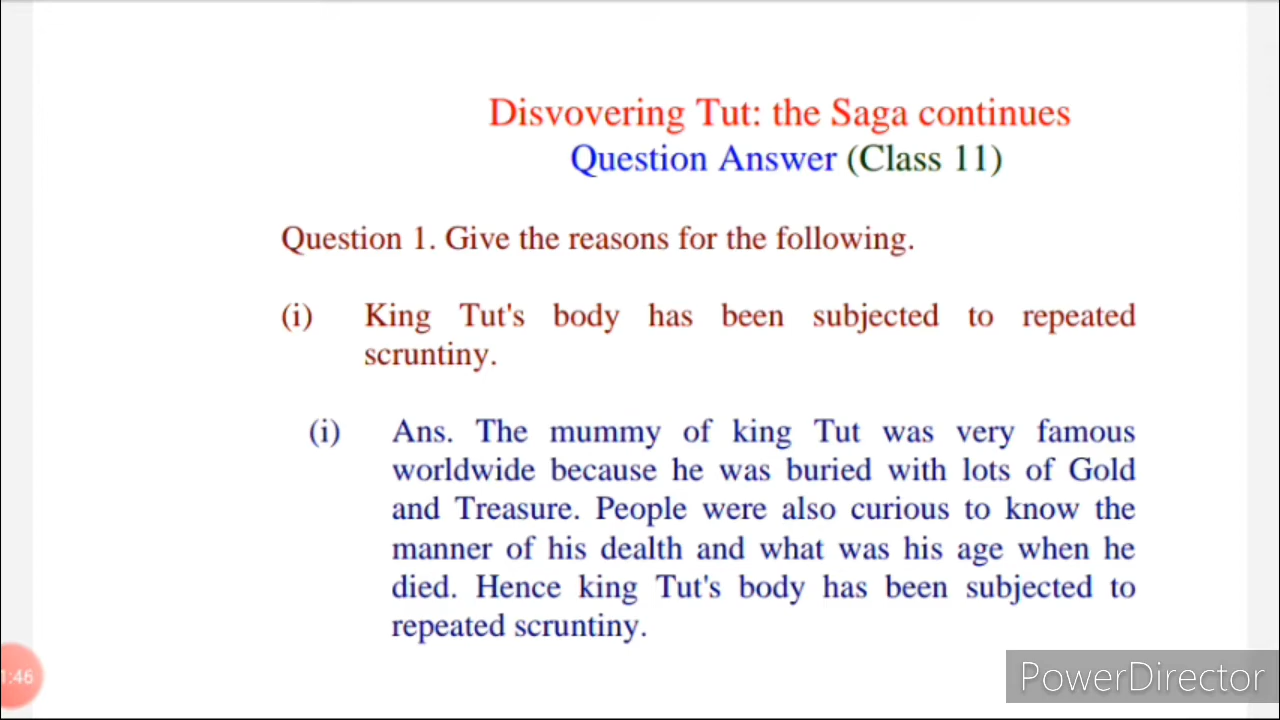 Disvovering Tut: the Saga continues
Question Answer (Class 11)
Question 1. Give the reasons for the following.
(i) King Tut's body has been subjected to repeated
scruntiny.
(i) Ans. The mummy of king Tut was very famous
worldwide because he was buried with lots of Gold
and Treasure. People were also curious to know the
manner of his dealth and what was his age when he
died. Hence king Tut's body has been subjected to
repeated scruntiny.
:46
PowerDirector